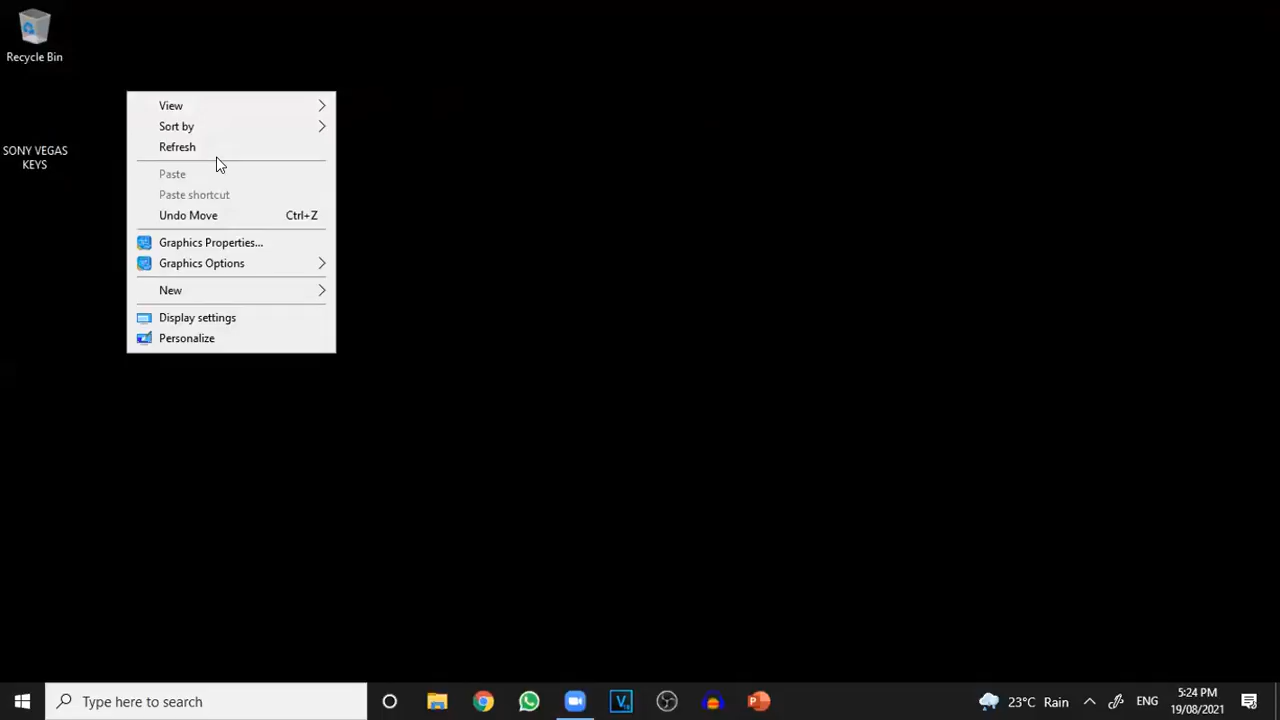 Recycle Bin
SONY VEGAS
KEYS
View
Sort by
Refresh
Paste
Paste shortcut
Undo Move Ctrl+Z
Graphics Properties...
Graphics Options
New
Display settings
Personalize
Type here to search
23°C Rain
ENG
5:24 PM
19/08/2021